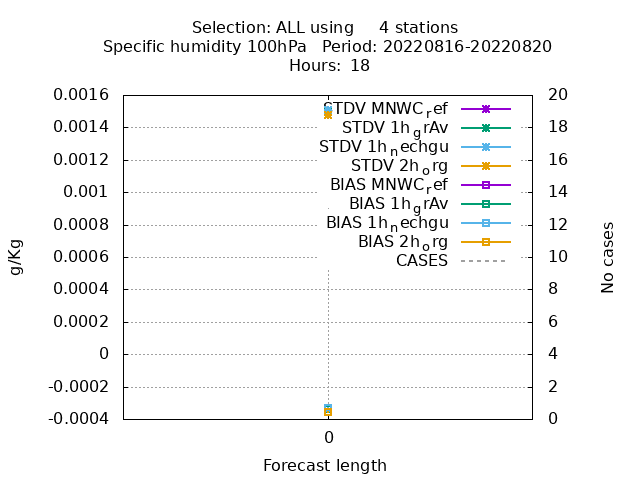 Selection: ALL using     4 stations
Specific humidity 100hPa   Period: 20220816-20220820
Hours: 18
0.0016
0.0014
0.0012
0.001
0.0008
0.0006
0.0004
0.0002
0
-0.0002
-0.0004
g/Kg
STDV MNWC_ref
STDV 1h_grAv
STDV 1h_nechgu
STDV 2h_org
BIAS MNWC_ref
BIAS 1h_grAv
BIAS 1h_nechgu
BIAS 2h_org
CASES
20
18
16
14
12
10
8
6
4
2
0
No cases
0
Forecast length